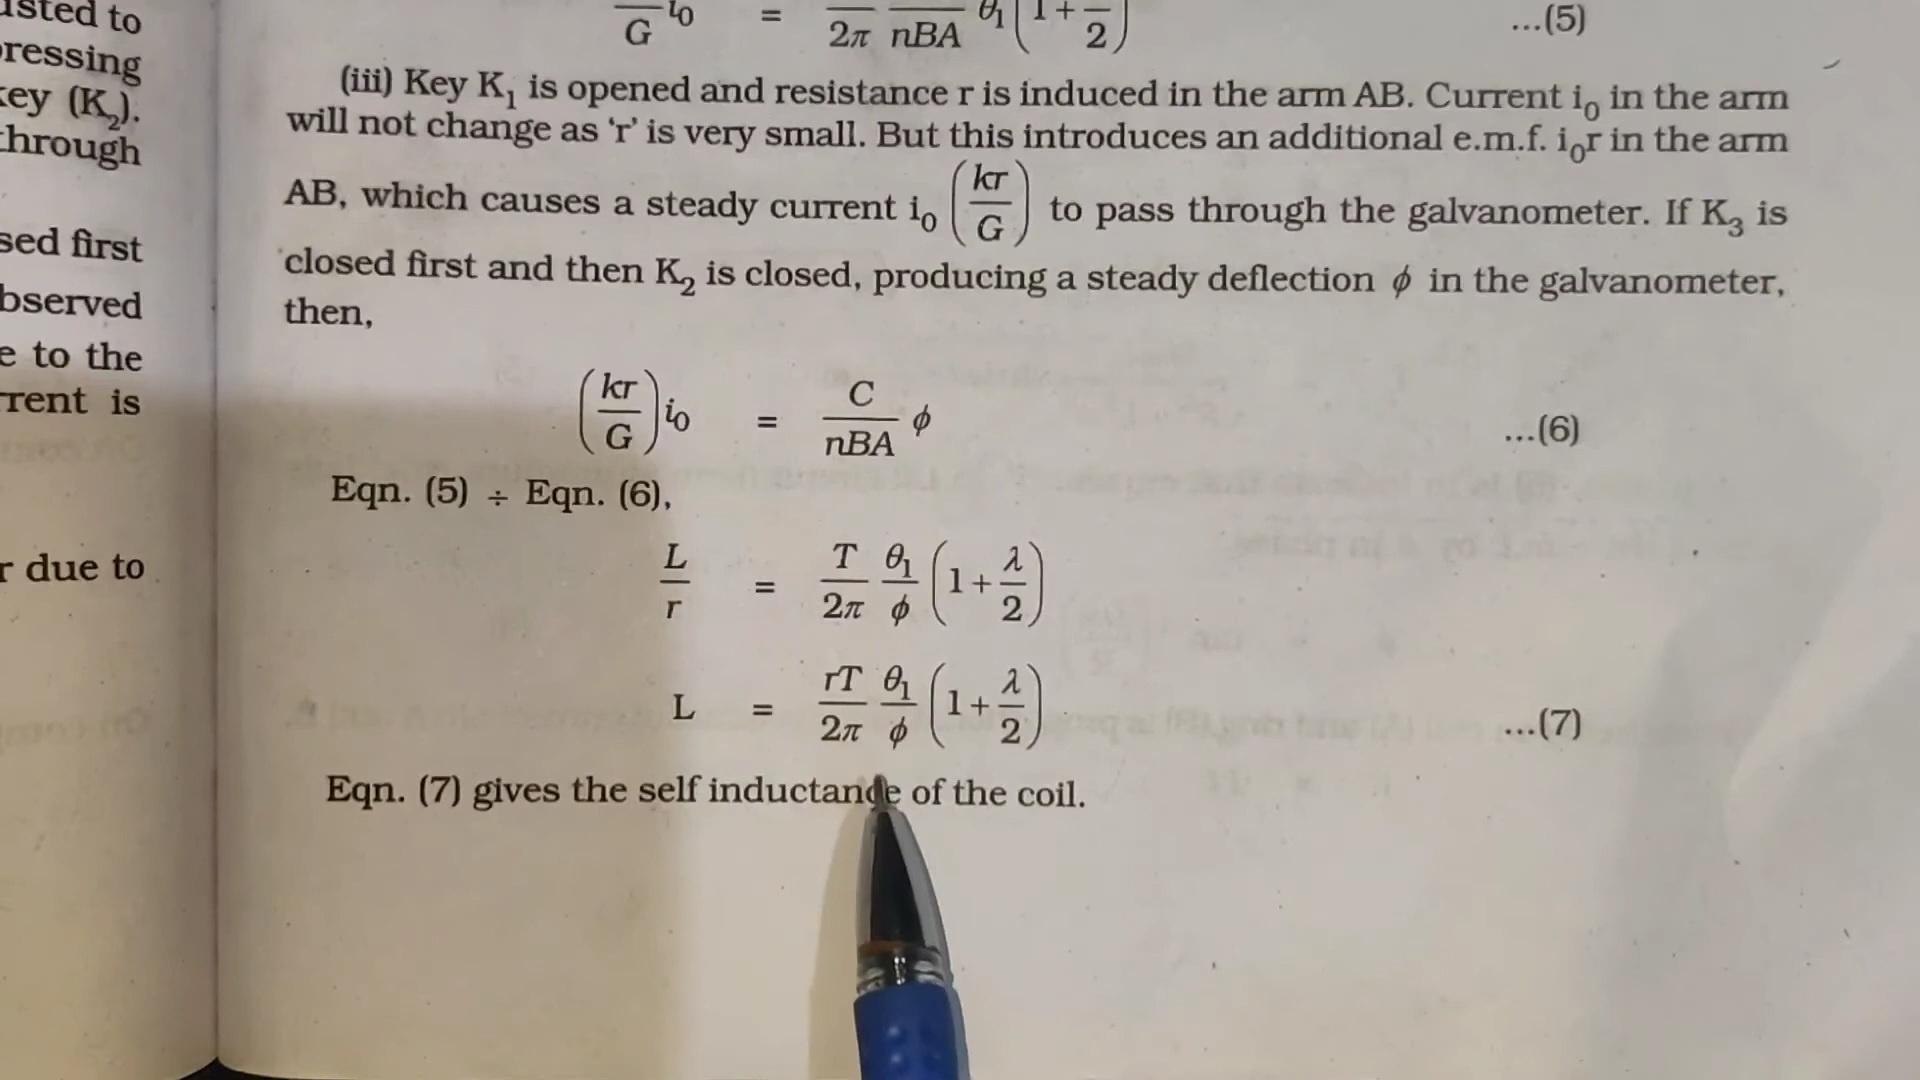 usted to
pressing
key (K₂).
through
sed first
bserved
e to the
rrent is
r due to
G i₀ = 2π nBA θ₁ (1 + 2) ...(5)
(iii) Key K₁ is opened and resistance r is induced in the arm AB. Current i₀ in the arm
will not change as ‘r’ is very small. But this introduces an additional e.m.f. i₀r in the arm
AB, which causes a steady current i₀ (kr/G) to pass through the galvanometer. If K₃ is
closed first and then K₂ is closed, producing a steady deflection ϕ in the galvanometer,
then,
(kr/G) i₀ = C/nBA ϕ ...(6)
Eqn. (5) ÷ Eqn. (6),
L/r = T/2π θ₁/ϕ (1 + λ/2)
L = rT/2π θ₁/ϕ (1 + λ/2) ...(7)
Eqn. (7) gives the self inductance of the coil.